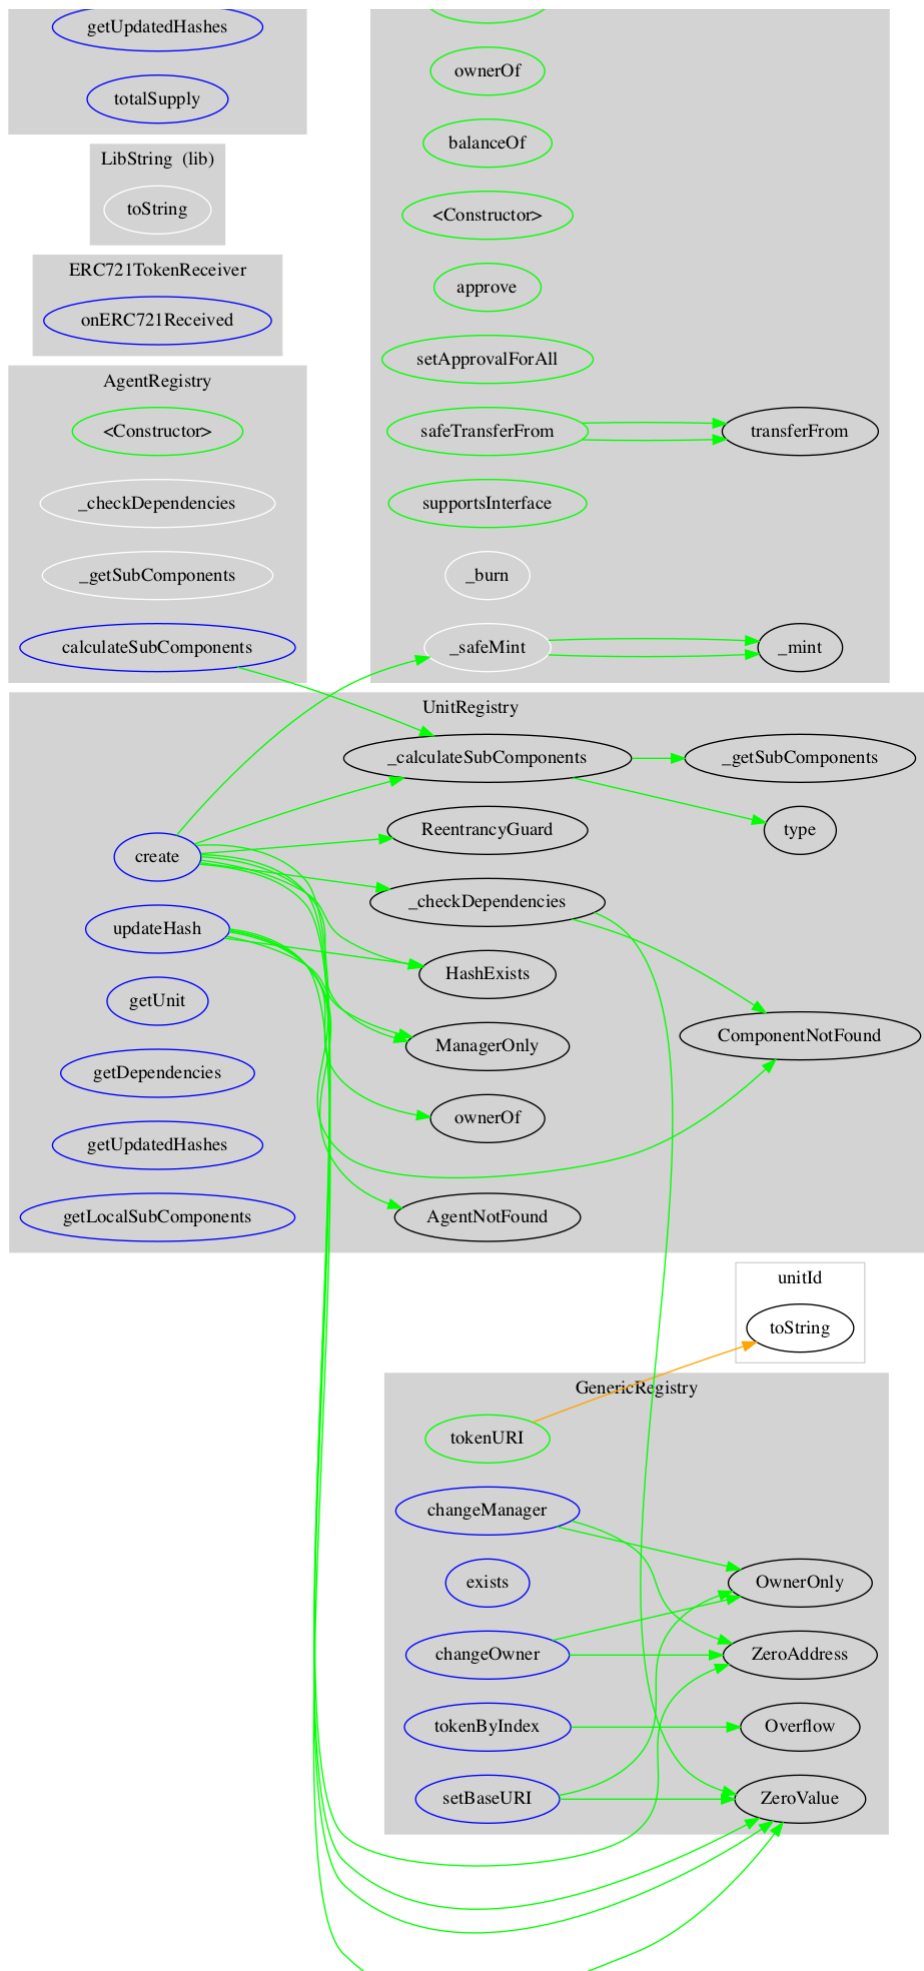 getUpdatedHashes
totalSupply
LibString (lib)
toString
ERC721TokenReceiver
onERC721Received
AgentRegistry
<Constructor>
_checkDependencies
_getSubComponents
calculateSubComponents
ownerOf
balanceOf
<Constructor>
approve
setApprovalForAll
safeTransferFrom
transferFrom
supportsInterface
_burn
_safeMint
_mint
UnitRegistry
_calculateSubComponents
_getSubComponents
ReentrancyGuard
type
create
_checkDependencies
updateHash
HashExists
getUnit
ManagerOnly
ComponentNotFound
getDependencies
ownerOf
getUpdatedHashes
getLocalSubComponents
AgentNotFound
unitId
toString
GenericRegistry
tokenURI
changeManager
exists
OwnerOnly
changeOwner
ZeroAddress
tokenByIndex
Overflow
setBaseURI
ZeroValue